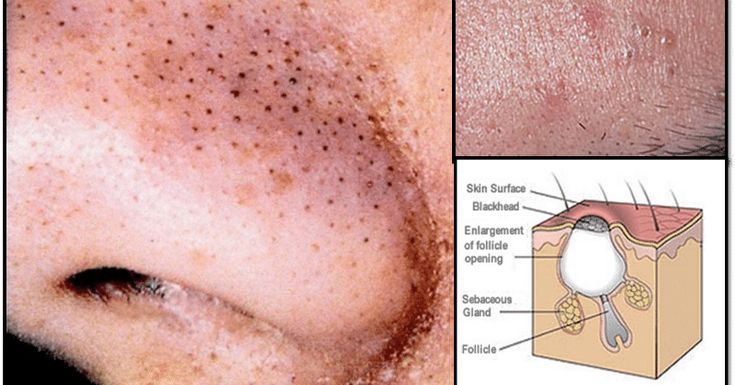 Skin Surface
Blackhead
Enlargement
of follicle
opening
Sebaceous
Gland
Follicle